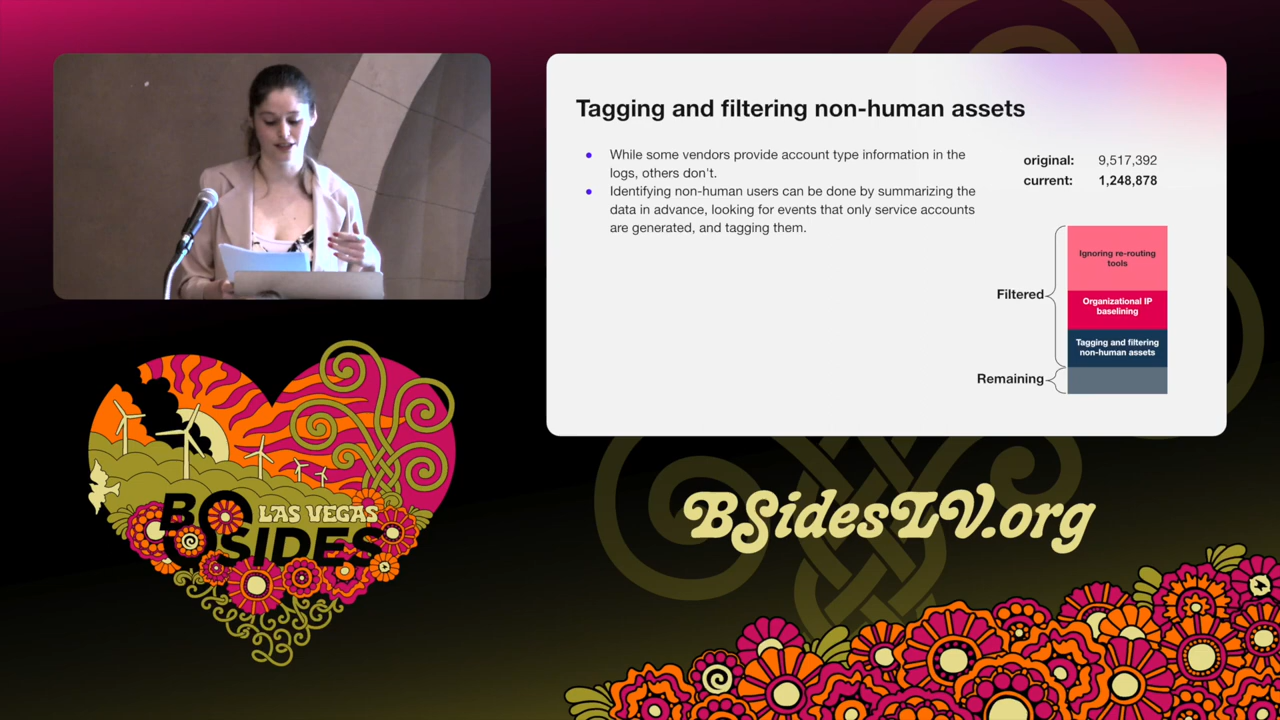 Tagging and filtering non-human assets
● While some vendors provide account type information in the
logs, others don't.
● Identifying non-human users can be done by summarizing the
data in advance, looking for events that only service accounts
are generated, and tagging them.
original: 9,517,392
current: 1,248,878
Ignoring re-routing
tools
Filtered
Organizational IP
baselining
Tagging and filtering
non-human assets
Remaining
LAS VEGAS
BSIDES
BSidesLV.org